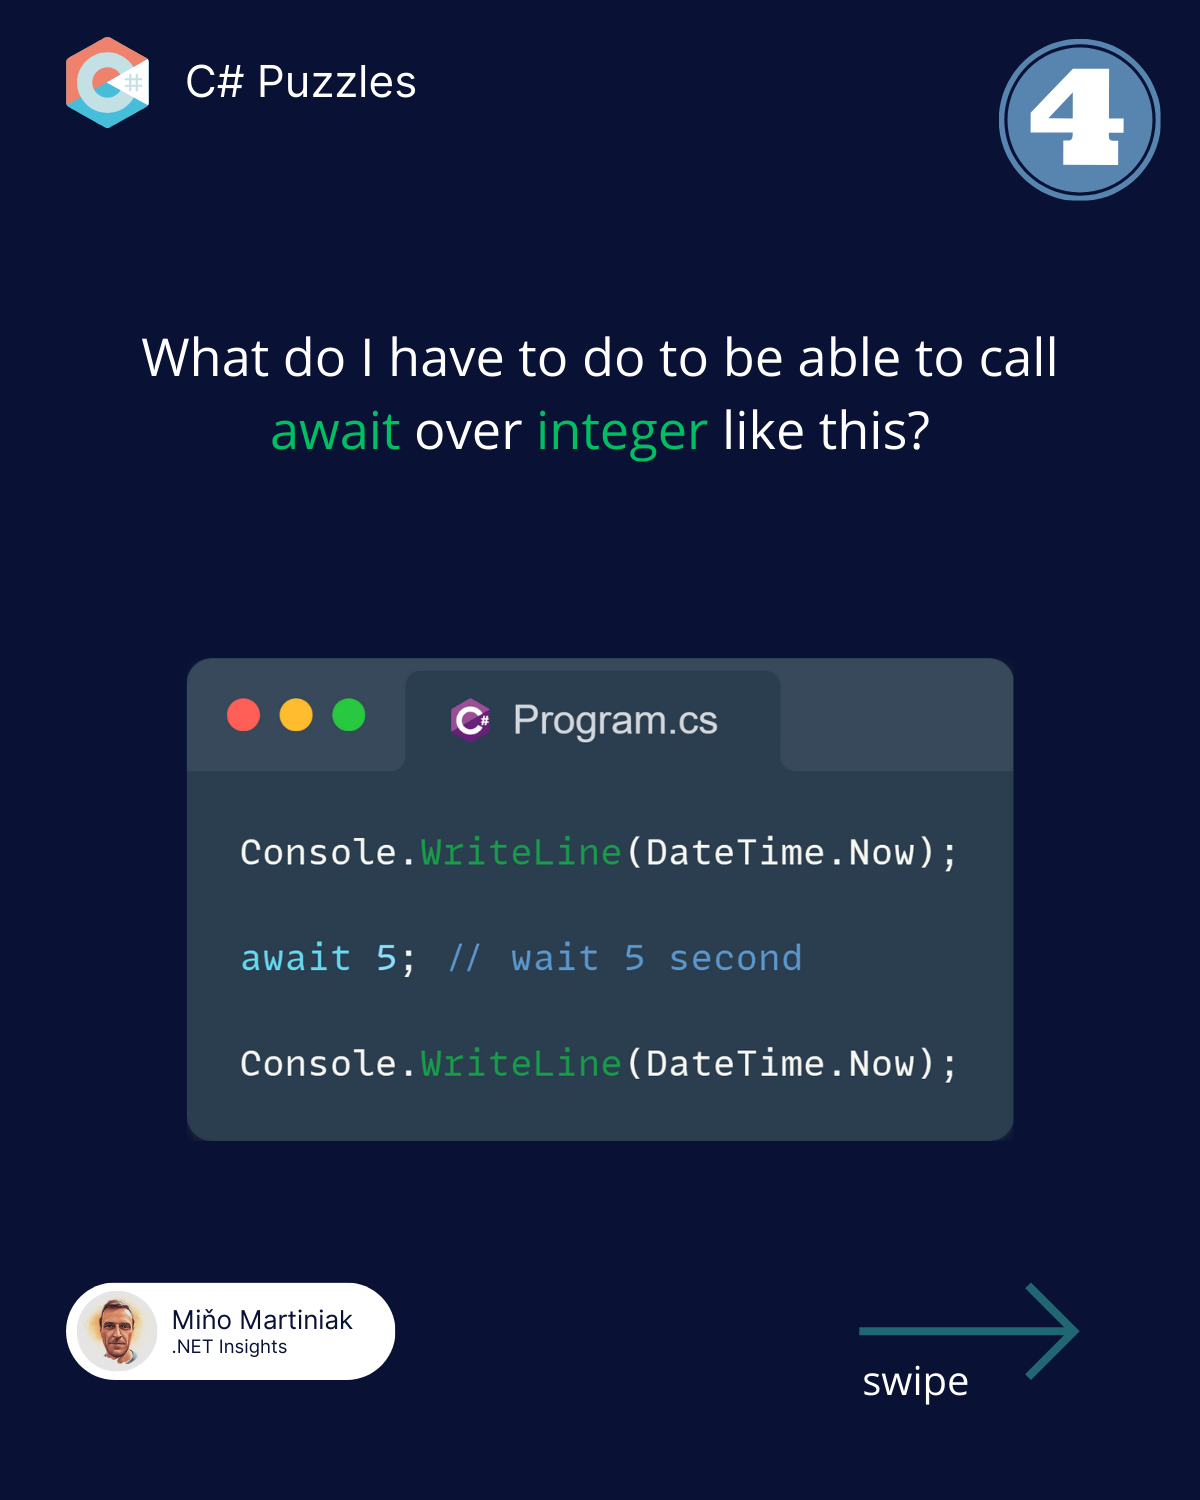 C# Puzzles
4
What do I have to do to be able to call
await over integer like this?
Program.cs
Console.WriteLine(DateTime.Now);
await 5; // wait 5 second
Console.WriteLine(DateTime.Now);
Miňo Martiniak
.NET Insights
swipe